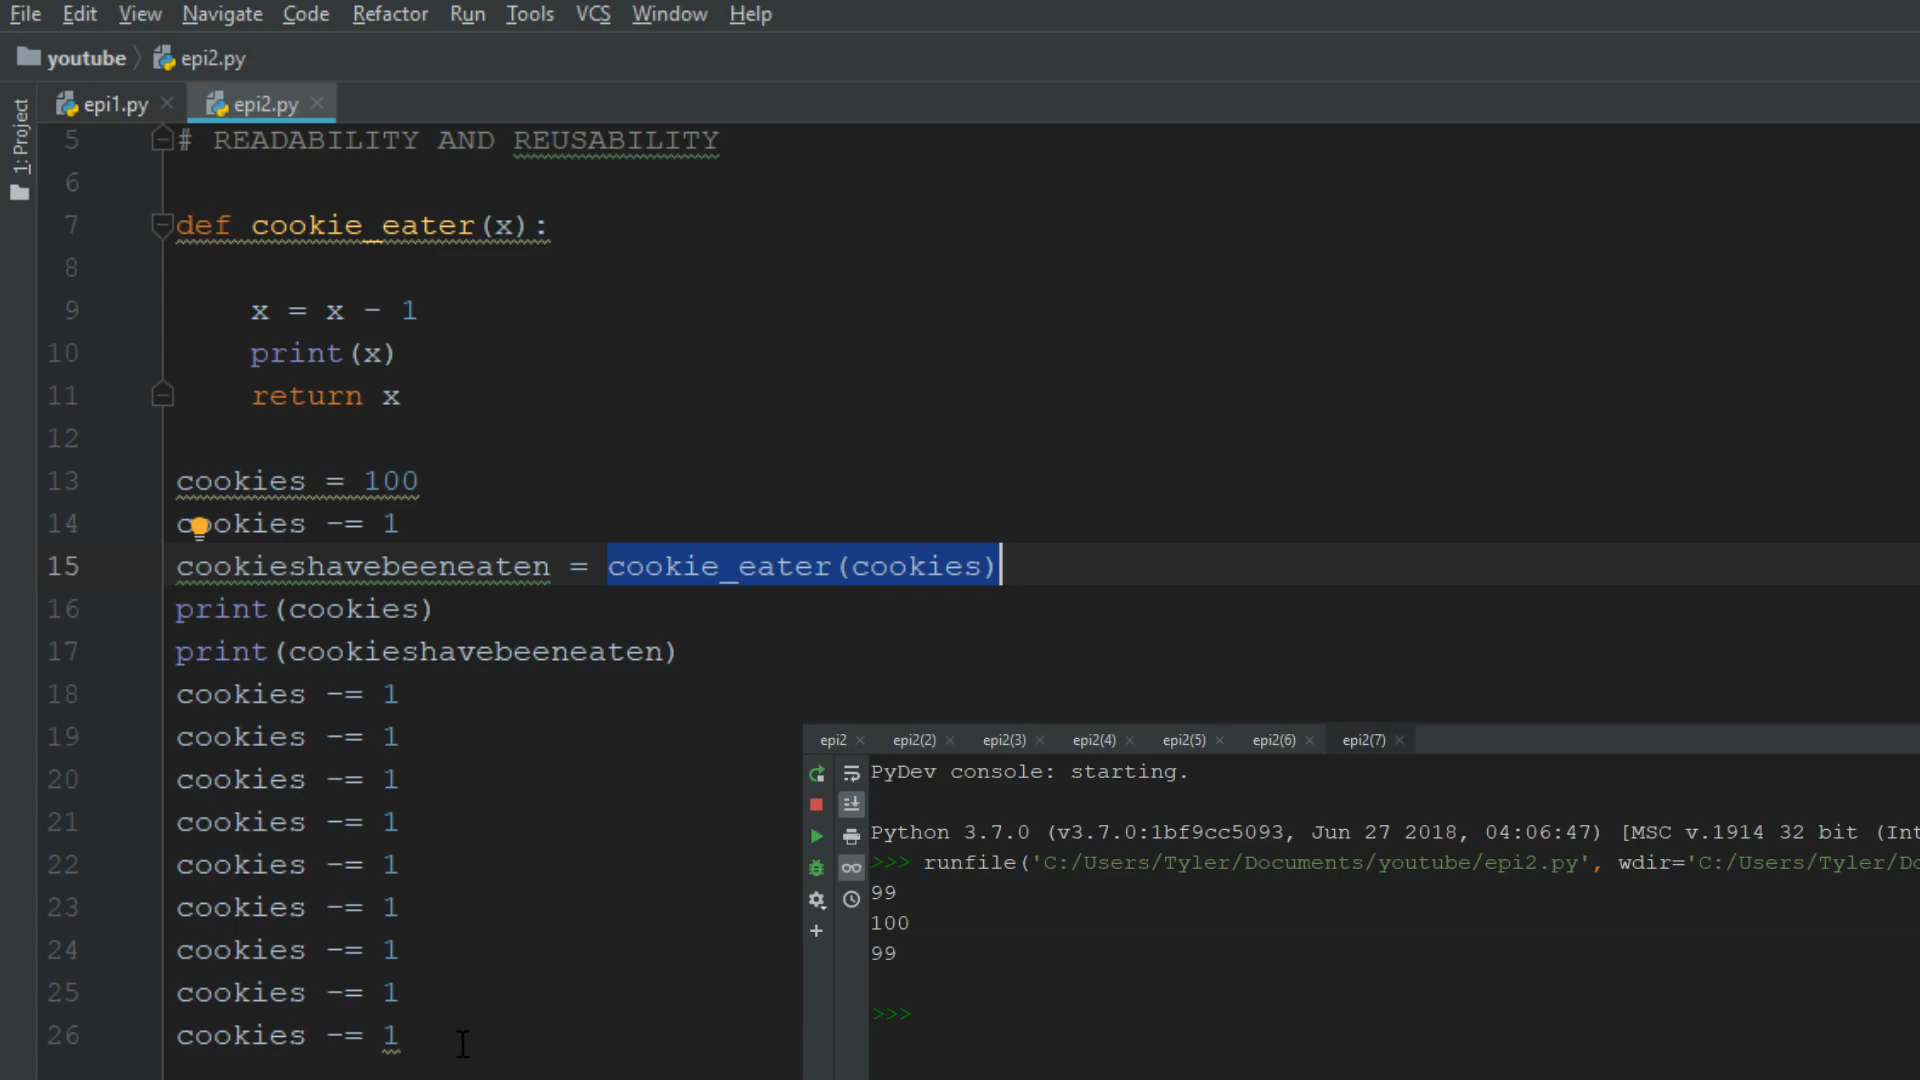 File Edit View Navigate Code Refactor Run Tools VCS Window Help
youtube epi2.py
epi1.py epi2.py
1: Project
5 # READABILITY AND REUSABILITY
6
7 def cookie_eater(x):
8
9 x = x - 1
10 print(x)
11 return x
12
13 cookies = 100
14 cookies -= 1
15 cookieshavebeeneaten = cookie_eater(cookies)
16 print(cookies)
17 print(cookieshavebeeneaten)
18 cookies -= 1
19 cookies -= 1
20 cookies -= 1
21 cookies -= 1
22 cookies -= 1
23 cookies -= 1
24 cookies -= 1
25 cookies -= 1
26 cookies -= 1
epi2 epi2(2) epi2(3) epi2(4) epi2(5) epi2(6) epi2(7)
PyDev console: starting.
Python 3.7.0 (v3.7.0:1bf9cc5093, Jun 27 2018, 04:06:47) [MSC v.1914 32 bit (Int
>>> runfile('C:/Users/Tyler/Documents/youtube/epi2.py', wdir='C:/Users/Tyler/Do
99
100
99
>>>